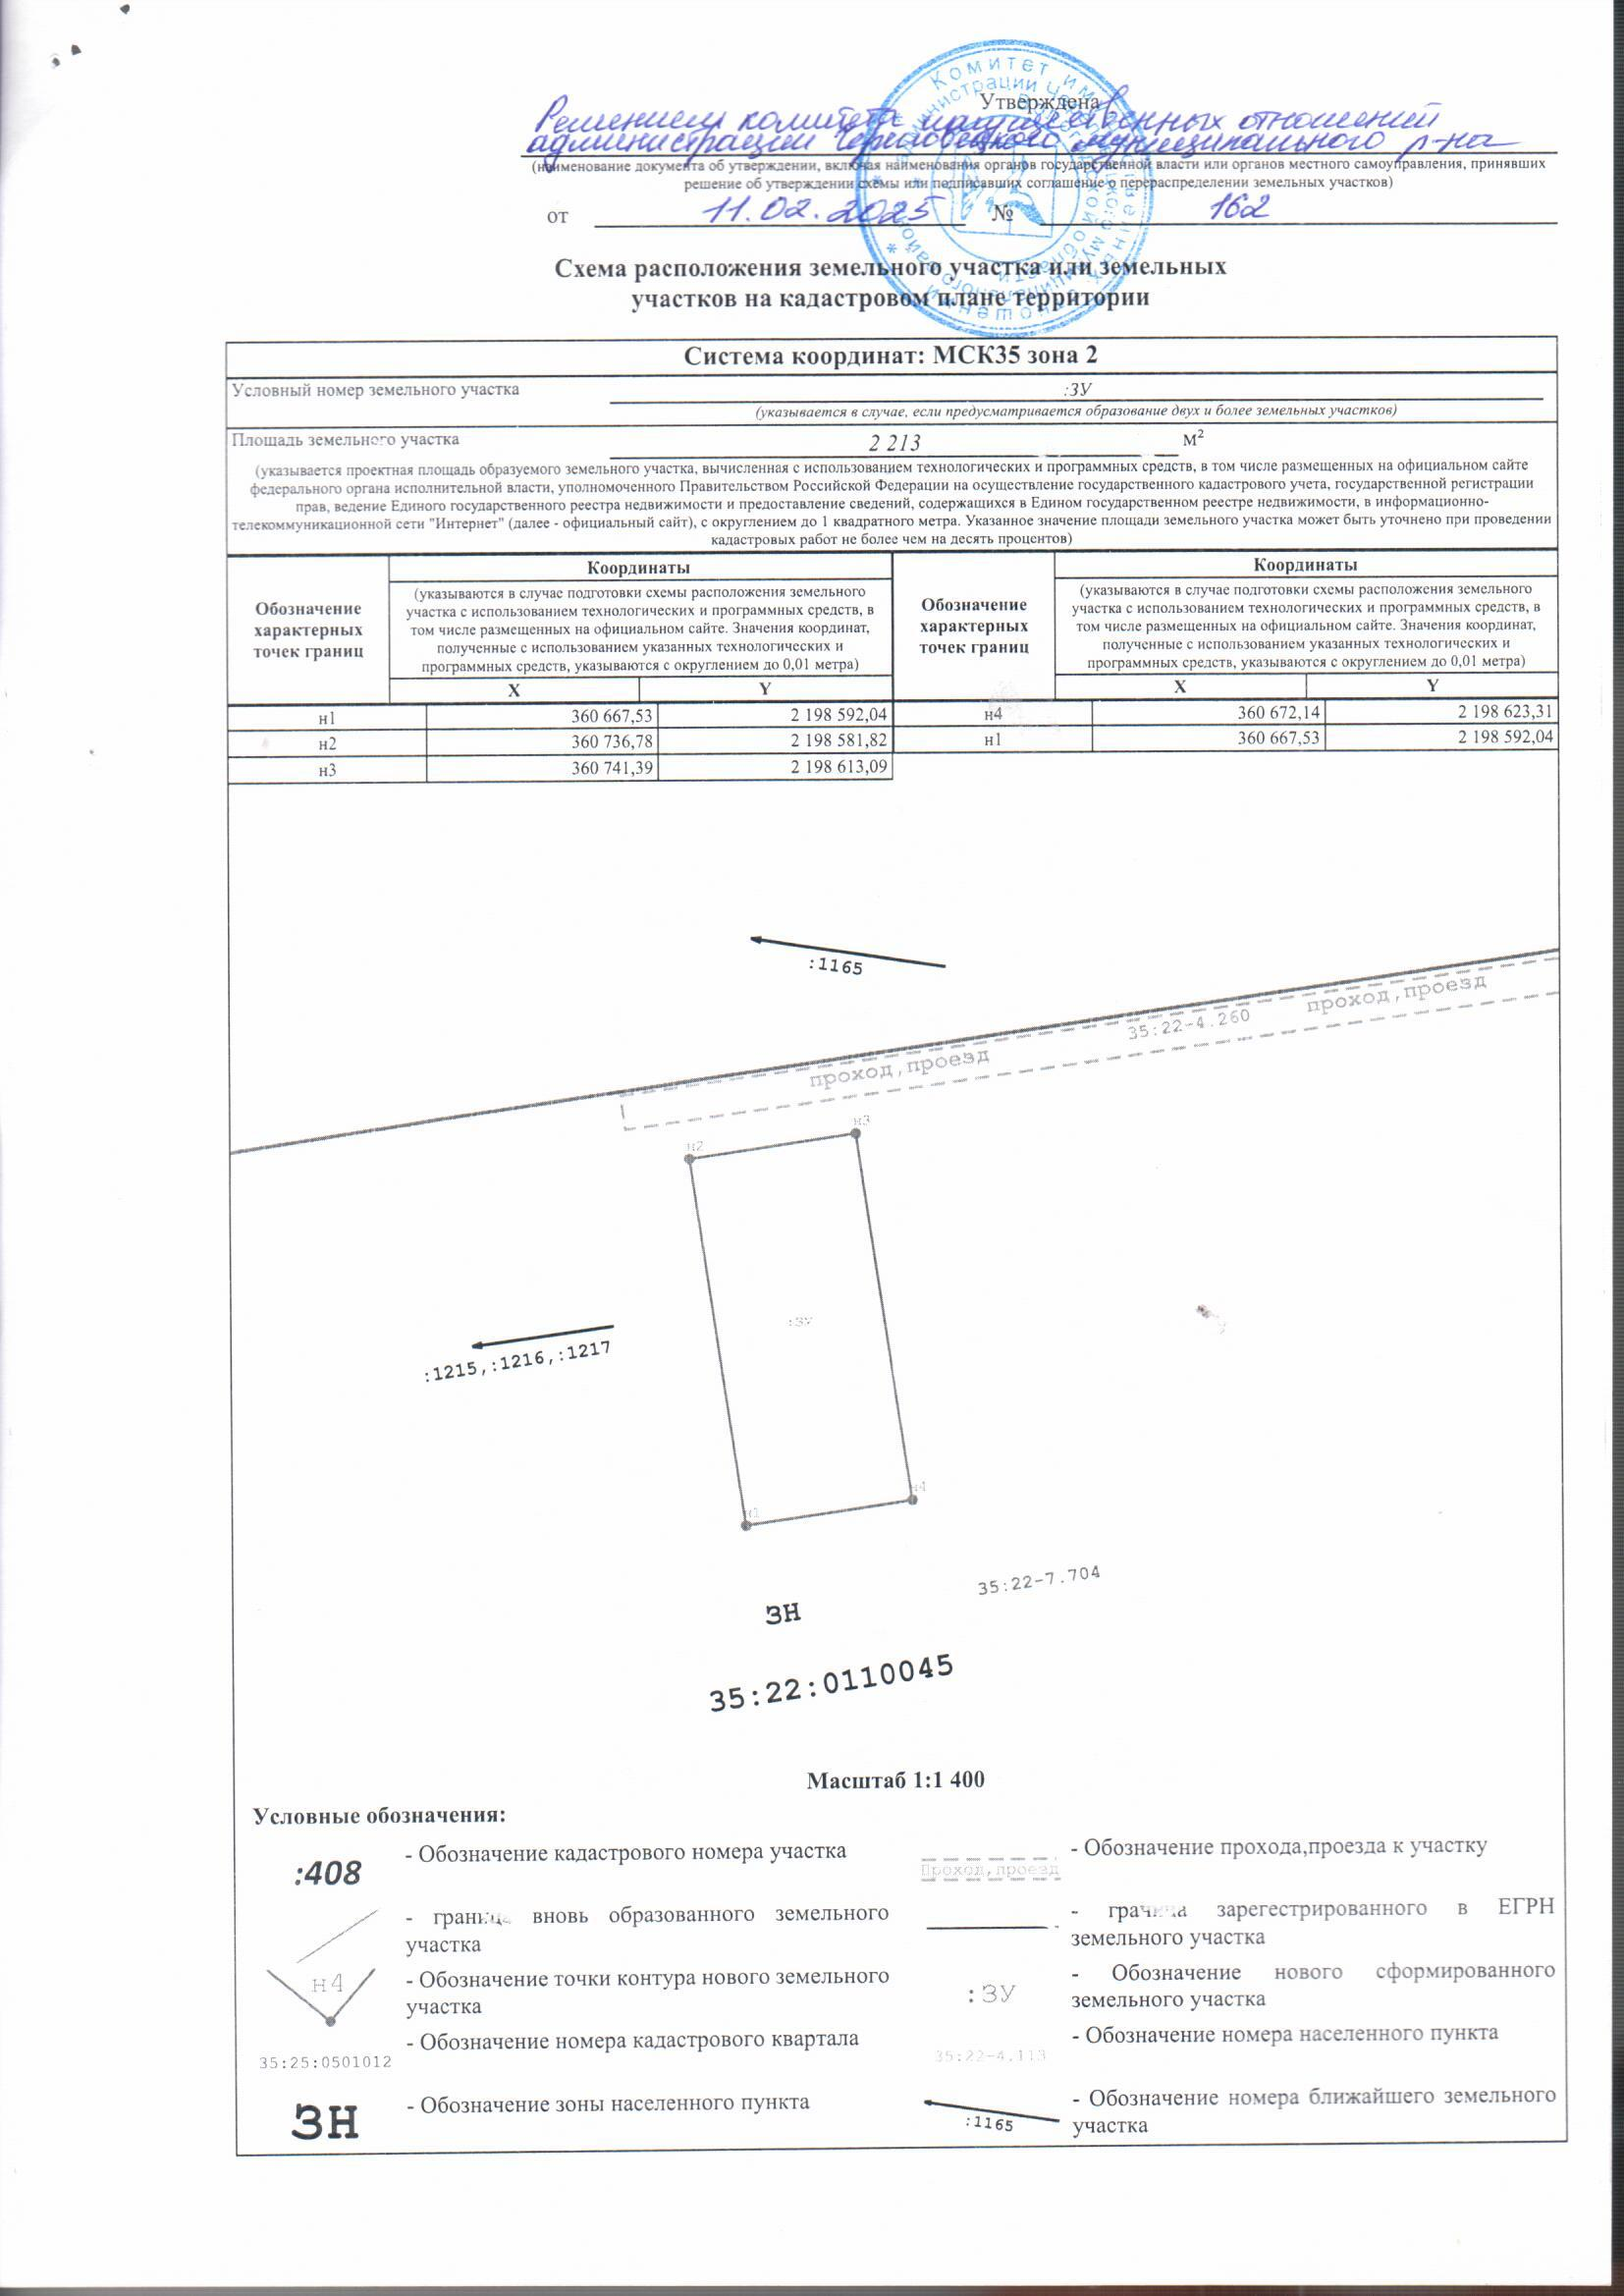 Утверждена
Решением комитета имущественных отношений
администрации Череповецкого муниципального р-на
(наименование документа об утверждении, включая наименования органов государственной власти или органов местного самоуправления, принявших
решение об утверждении схемы или подписавших соглашение о перераспределении земельных участков)
от 11.02.2025 № 162
Схема расположения земельного участка или земельных
участков на кадастровом плане территории
Система координат: МСК35 зона 2
Условный номер земельного участка :ЗУ
(указывается в случае, если предусматривается образование двух и более земельных участков)
Площадь земельного участка 2 213 м²
(указывается проектная площадь образуемого земельного участка, вычисленная с использованием технологических и программных средств, в том числе размещенных на официальном сайте
федерального органа исполнительной власти, уполномоченного Правительством Российской Федерации на осуществление государственного кадастрового учета, государственной регистрации
прав, ведение Единого государственного реестра недвижимости и предоставление сведений, содержащихся в Едином государственном реестре недвижимости, в информационно-
телекоммуникационной сети "Интернет" (далее - официальный сайт), с округлением до 1 квадратного метра. Указанное значение площади земельного участка может быть уточнено при проведении
кадастровых работ не более чем на десять процентов)
Обозначение
характерных
точек границ
Координаты
(указываются в случае подготовки схемы расположения земельного
участка с использованием технологических и программных средств, в
том числе размещенных на официальном сайте. Значения координат,
полученные с использованием указанных технологических и
программных средств, указываются с округлением до 0,01 метра)
X Y
Обозначение
характерных
точек границ
Координаты
(указываются в случае подготовки схемы расположения земельного
участка с использованием технологических и программных средств, в
том числе размещенных на официальном сайте. Значения координат,
полученные с использованием указанных технологических и
программных средств, указываются с округлением до 0,01 метра)
X Y
н1 360 667,53 2 198 592,04 н4 360 672,14 2 198 623,31
н2 360 736,78 2 198 581,82 н1 360 667,53 2 198 592,04
н3 360 741,39 2 198 613,09
:1165
проход,проезд
35:22-4.260
проход,проезд
н3
н2
:ЗУ
:1215,:1216,:1217
н4
н1
35:22-7.704
ЗН
35:22:0110045
Масштаб 1:1 400
Условные обозначения:
:408 - Обозначение кадастрового номера участка
Проход,проезд - Обозначение прохода,проезда к участку
- граница вновь образованного земельного
участка
- граница зарегестрированного в ЕГРН
земельного участка
н4 - Обозначение точки контура нового земельного
участка
:ЗУ - Обозначение нового сформированного
земельного участка
35:25:0501012 - Обозначение номера кадастрового квартала
35:22-4.113 - Обозначение номера населенного пункта
ЗН - Обозначение зоны населенного пункта
:1165 - Обозначение номера ближайшего земельного
участка